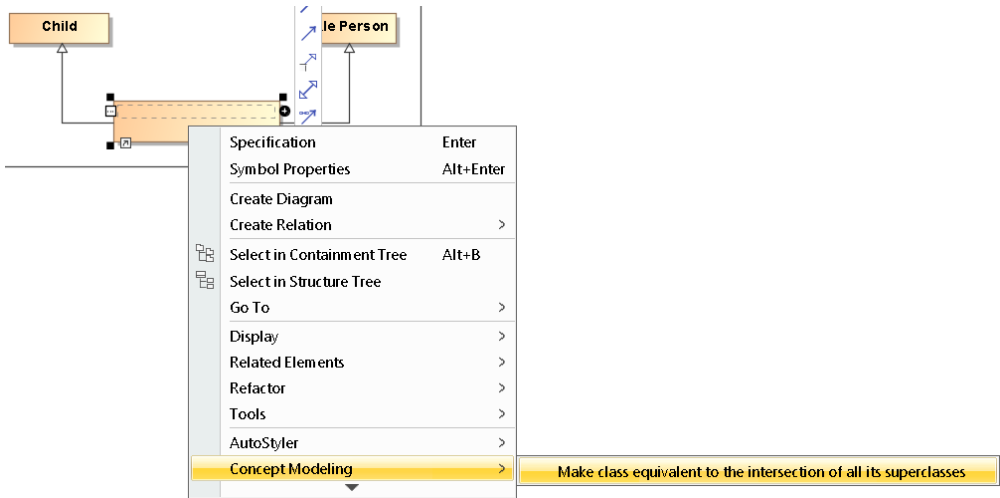 Child
le Person
Specification Enter
Symbol Properties Alt+Enter
Create Diagram
Create Relation
Select in Containment Tree Alt+B
Select in Structure Tree
Go To
Display
Related Elements
Refactor
Tools
AutoStyler
Concept Modeling
Make class equivalent to the intersection of all its superclasses